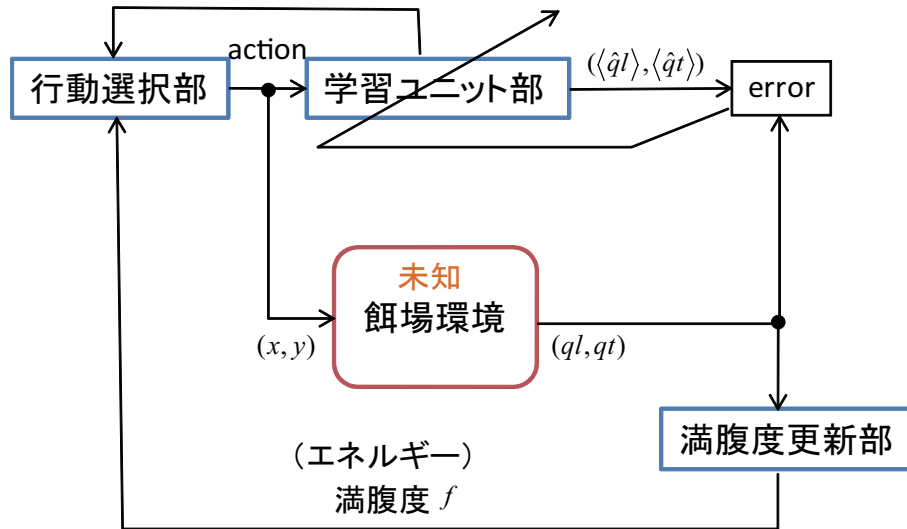 action
行動選択部
学習ユニット部
(⟨q̂l⟩,⟨q̂t⟩)
error
未知
餌場環境
(x, y)
(ql,qt)
満腹度更新部
（エネルギー）
満腹度 f